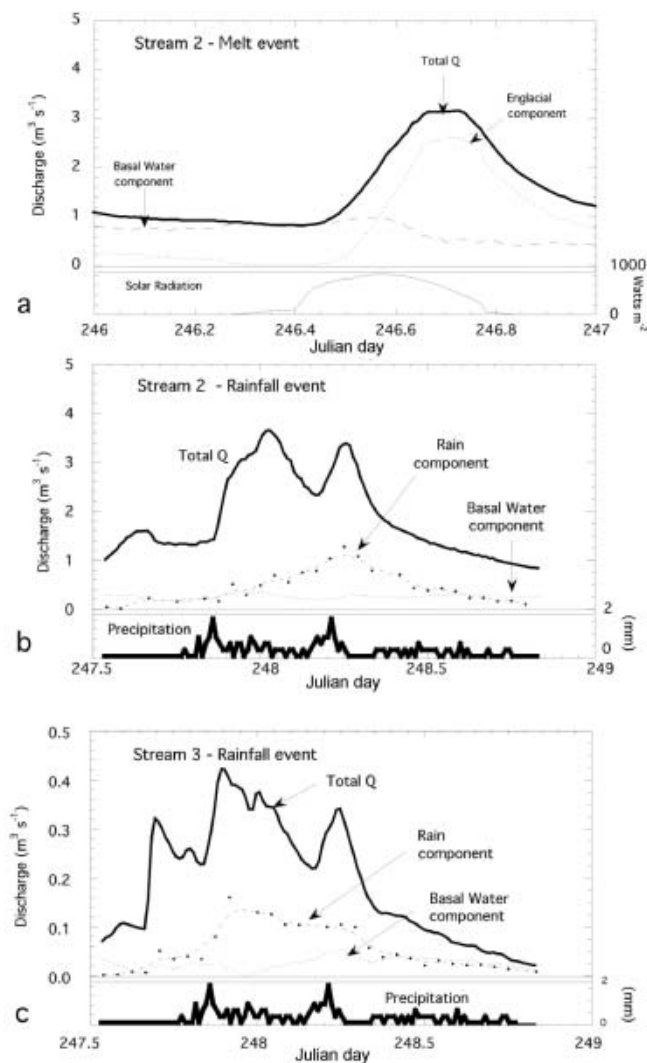 5
Stream 2 - Melt event
Total Q
4
Englacial
component
3
Discharge (m³ s⁻¹)
Basal Water
component
2
1
0
1000
Solar Radiation
Watts m⁻²
0
a
246 246.2 246.4 246.6 246.8 247
Julian day
5
Stream 2 - Rainfall event
4
Rain
component
Total Q
3
Discharge (m³ s⁻¹)
Basal Water
component
2
1
0
2
Precipitation
(mm)
0
b
247.5 248 248.5 249
Julian day
0.5
Stream 3 - Rainfall event
Total Q
0.4
0.3
Rain
component
Discharge (m³ s⁻¹)
0.2
Basal Water
component
0.1
0.0
2
Precipitation
(mm)
0
c
247.5 248 248.5 249
Julian day